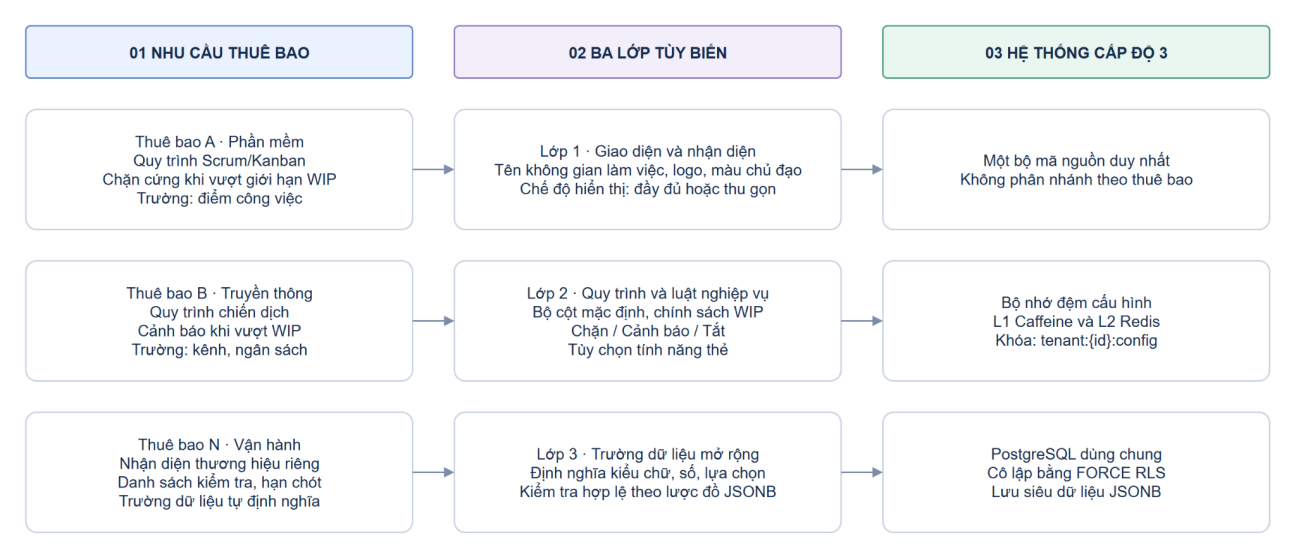 01 NHU CẦU THUÊ BAO
02 BA LỚP TÙY BIẾN
03 HỆ THỐNG CẤP ĐỘ 3
Thuê bao A · Phần mềm
Quy trình Scrum/Kanban
Chặn cứng khi vượt giới hạn WIP
Trường: điểm công việc
Lớp 1 · Giao diện và nhận diện
Tên không gian làm việc, logo, màu chủ đạo
Chế độ hiển thị: đầy đủ hoặc thu gọn
Một bộ mã nguồn duy nhất
Không phân nhánh theo thuê bao
Thuê bao B · Truyền thông
Quy trình chiến dịch
Cảnh báo khi vượt WIP
Trường: kênh, ngân sách
Lớp 2 · Quy trình và luật nghiệp vụ
Bộ cột mặc định, chính sách WIP
Chặn / Cảnh báo / Tắt
Tùy chọn tính năng thẻ
Bộ nhớ đệm cấu hình
L1 Caffeine và L2 Redis
Khóa: tenant:{id}:config
Thuê bao N · Vận hành
Nhận diện thương hiệu riêng
Danh sách kiểm tra, hạn chót
Trường dữ liệu tự định nghĩa
Lớp 3 · Trường dữ liệu mở rộng
Định nghĩa kiểu chữ, số, lựa chọn
Kiểm tra hợp lệ theo lược đồ JSONB
PostgreSQL dùng chung
Cô lập bằng FORCE RLS
Lưu siêu dữ liệu JSONB